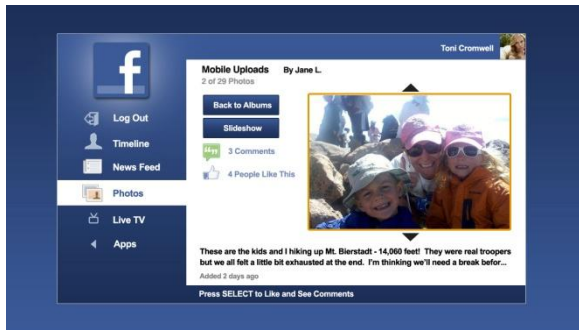 Toni Cromwell
f
Log Out
Timeline
News Feed
Photos
Live TV
Apps
Mobile Uploads By Jane L.
2 of 29 Photos
Back to Albums
Slideshow
3 Comments
4 People Like This
These are the kids and I hiking up Mt. Bierstadt - 14,060 feet! They were real troopers
but we all felt a little bit exhausted at the end. I'm thinking we'll need a break befor...
Added 2 days ago
Press SELECT to Like and See Comments